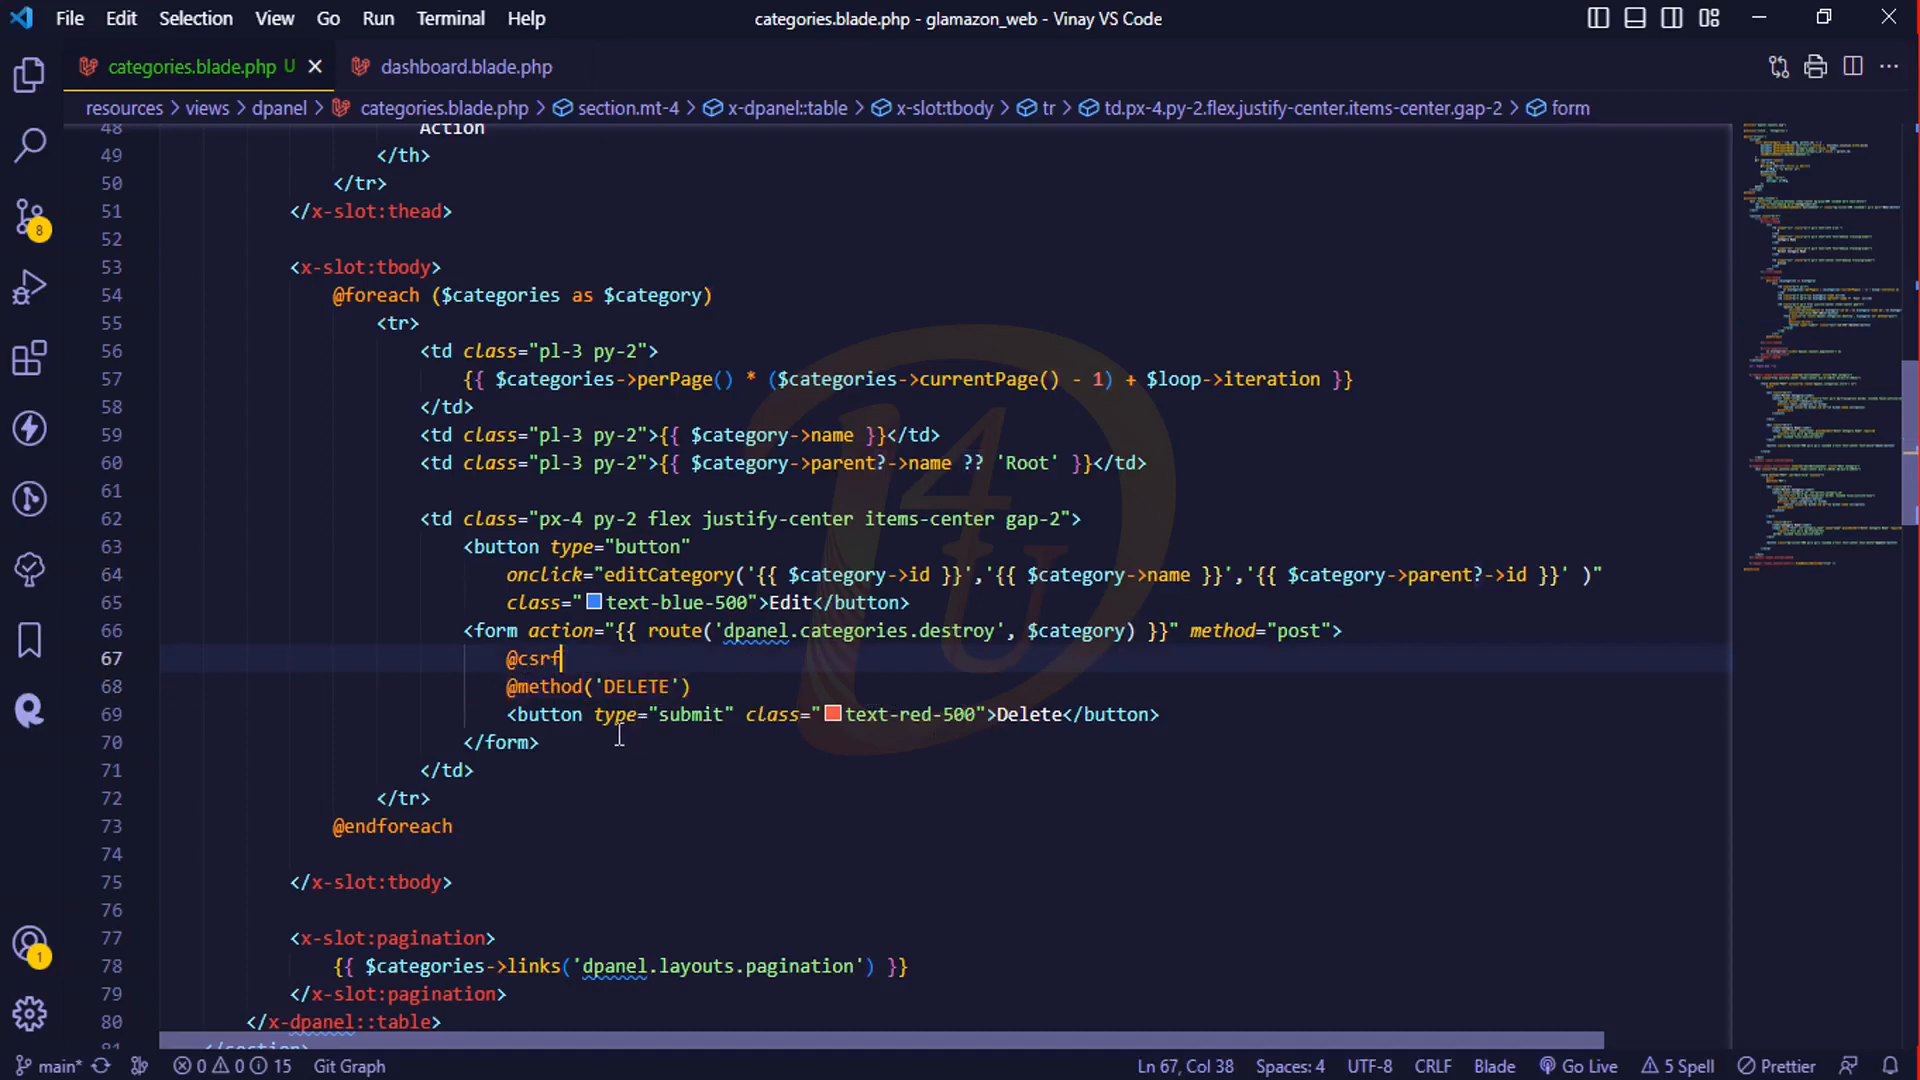 File Edit Selection View Go Run Terminal Help
categories.blade.php - glamazon_web - Vinay VS Code
categories.blade.php U dashboard.blade.php
resources > views > dpanel > categories.blade.php > section.mt-4 > x-dpanel::table > x-slot:tbody > tr > td.px-4.py-2.flex.justify-center.items-center.gap-2 > form
48 Action
49 </th>
50 </tr>
51 </x-slot:thead>
52
53 <x-slot:tbody>
54 @foreach ($categories as $category)
55 <tr>
56 <td class="pl-3 py-2">
57 {{ $categories->perPage() * ($categories->currentPage() - 1) + $loop->iteration }}
58 </td>
59 <td class="pl-3 py-2">{{ $category->name }}</td>
60 <td class="pl-3 py-2">{{ $category->parent?->name ?? 'Root' }}</td>
61
62 <td class="px-4 py-2 flex justify-center items-center gap-2">
63 <button type="button"
64 onclick="editCategory('{{ $category->id }}','{{ $category->name }}','{{ $category->parent?->id }}' )"
65 class="text-blue-500">Edit</button>
66 <form action="{{ route('dpanel.categories.destroy', $category) }}" method="post">
67 @csrf
68 @method('DELETE')
69 <button type="submit" class="text-red-500">Delete</button>
70 </form>
71 </td>
72 </tr>
73 @endforeach
74
75 </x-slot:tbody>
76
77 <x-slot:pagination>
78 {{ $categories->links('dpanel.layouts.pagination') }}
79 </x-slot:pagination>
80 </x-dpanel::table>
81 </section>
8
1
4
U
main* 0 0 15 Git Graph Ln 67, Col 38 Spaces: 4 UTF-8 CRLF Blade Go Live 5 Spell Prettier